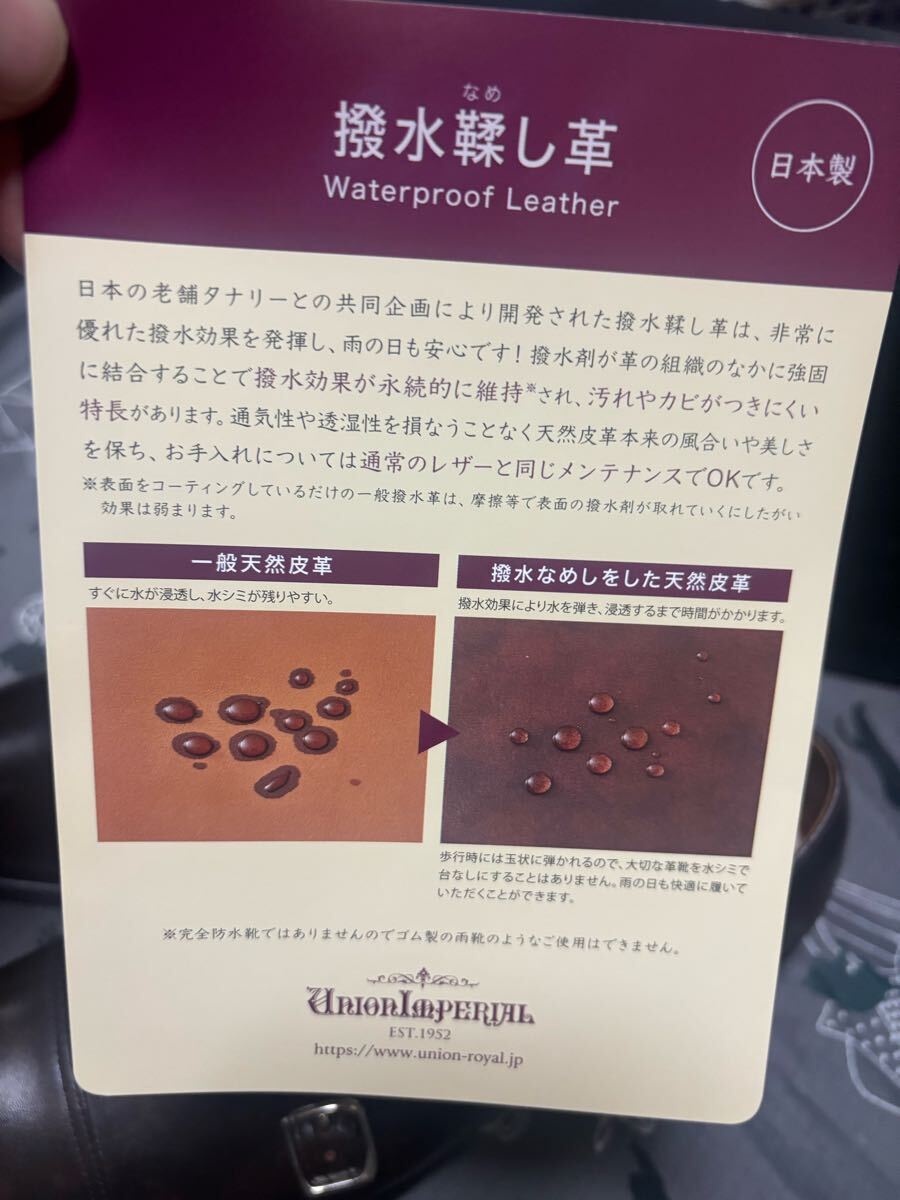 なめ
撥水鞣し革
Waterproof Leather
日本製
日本の老舗タナリーとの共同企画により開発された撥水鞣し革は、非常に
優れた撥水効果を発揮し、雨の日も安心です！撥水剤が革の組織のなかに強固
に結合することで撥水効果が永続的に維持※され、汚れやカビがつきにくい
特長があります。通気性や透湿性を損なうことなく天然皮革本来の風合いや美しさ
を保ち、お手入れについては通常のレザーと同じメンテナンスでOKです。
※表面をコーティングしているだけの一般撥水革は、摩擦等で表面の撥水剤が取れていくにしたがい
効果は弱まります。
一般天然皮革
すぐに水が浸透し、水シミが残りやすい。
撥水なめしをした天然皮革
撥水効果により水を弾き、浸透するまで時間がかかります。
歩行時には玉状に弾かれるので、大切な革靴を水シミで
台なしにすることはありません。雨の日も快適に履いて
いただくことができます。
※完全防水靴ではありませんのでゴム製の雨靴のようなご使用はできません。
UNION IMPERIAL
EST.1952
https://www.union-royal.jp